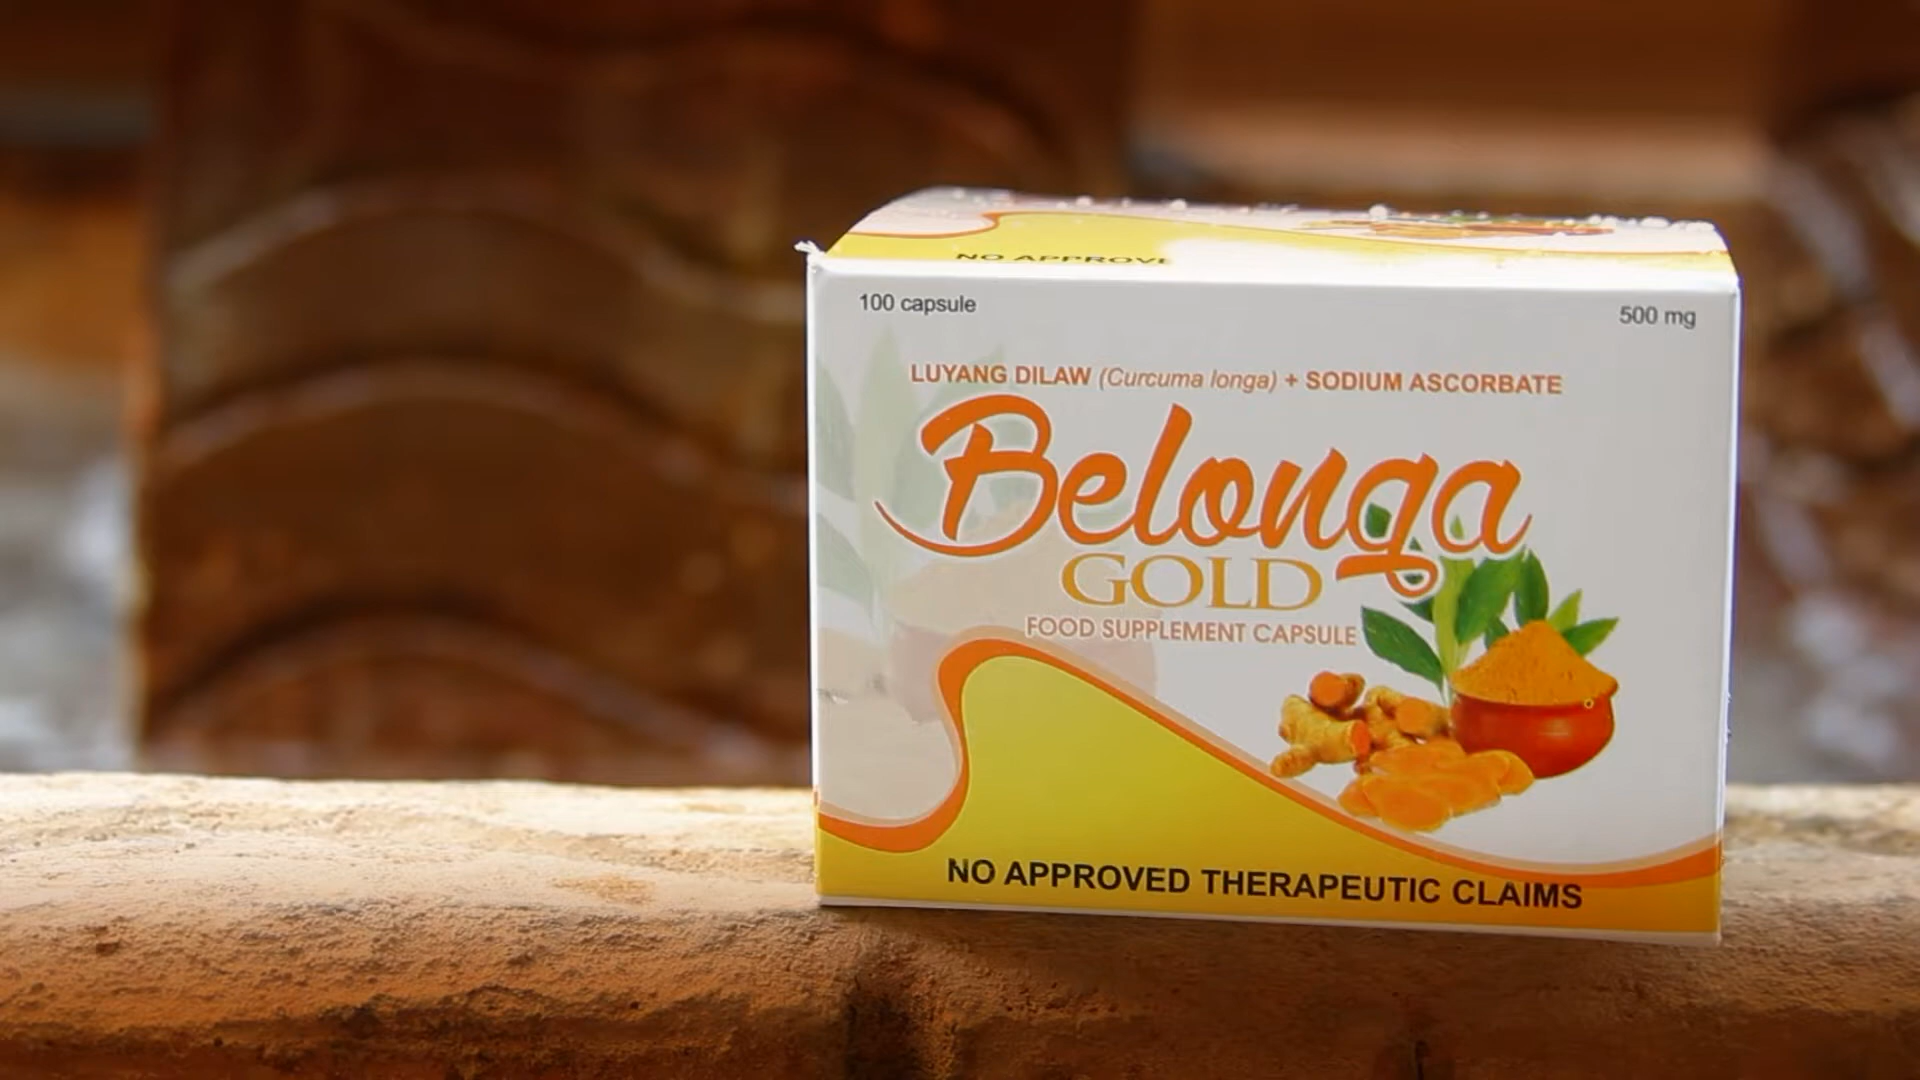 NO APPROVE
100 capsule
500 mg
LUYANG DILAW (Curcuma longa) + SODIUM ASCORBATE
Belonga
GOLD
FOOD SUPPLEMENT CAPSULE
NO APPROVED THERAPEUTIC CLAIMS